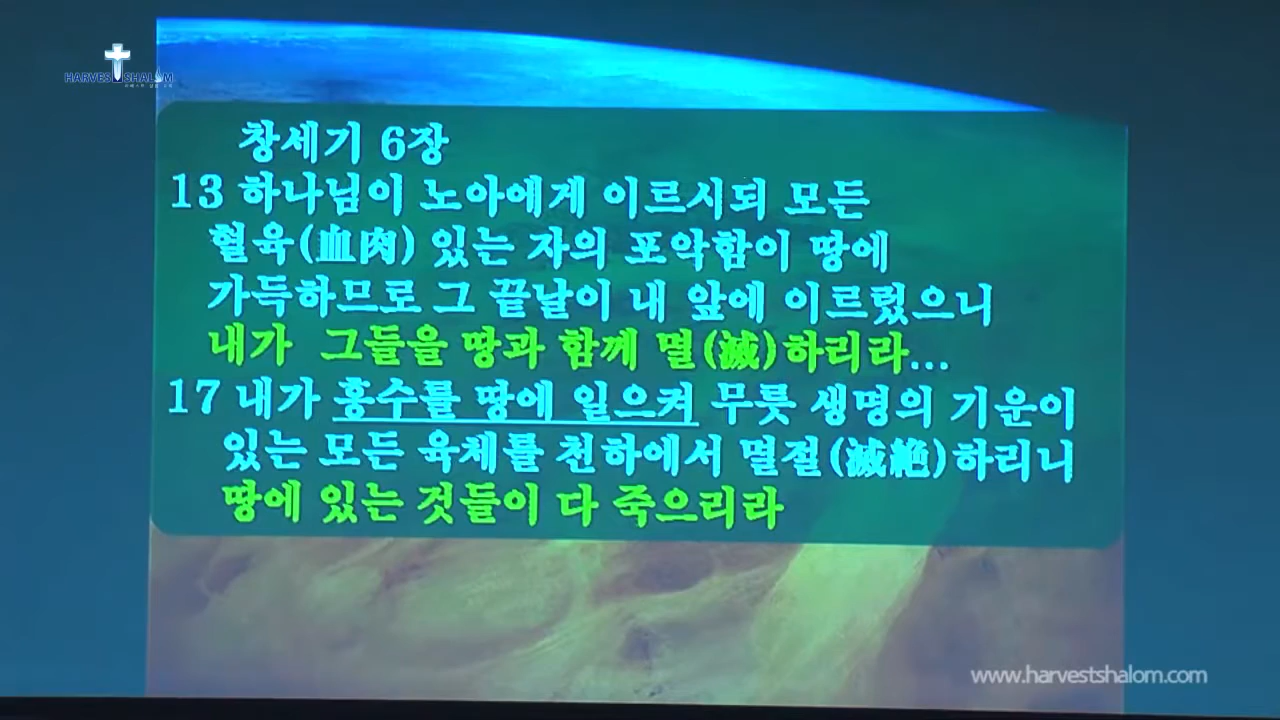 HARVEST SHALOM
창세기 6장
13 하나님이 노아에게 이르시되 모든
혈육(血肉) 있는 자의 포악함이 땅에
가득하므로 그 끝날이 내 앞에 이르렀으니
내가 그들을 땅과 함께 멸(滅)하리라...
17 내가 홍수를 땅에 일으켜 무릇 생명의 기운이
있는 모든 육체를 천하에서 멸절(滅絶)하리니
땅에 있는 것들이 다 죽으리라
www.harvestshalom.com